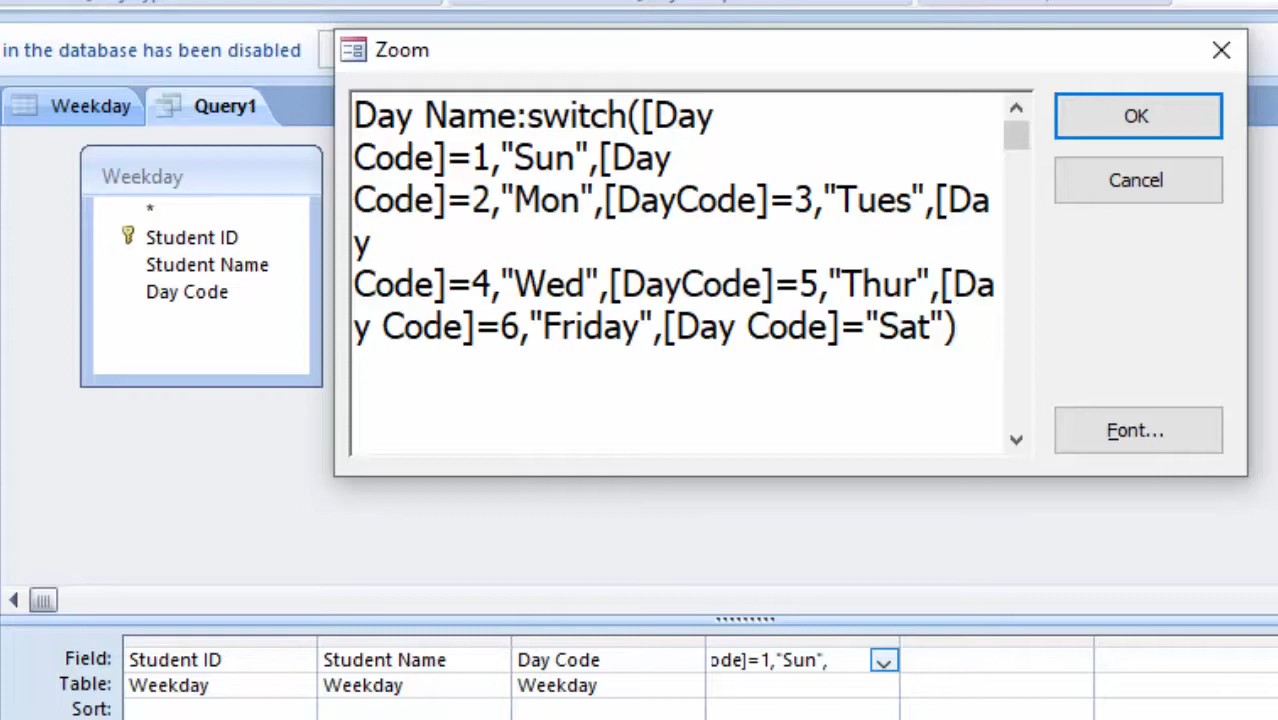 in the database has been disabled
Zoom
Weekday
Query1
Day Name:switch([Day
Code]=1,"Sun",[Day
Code]=2,"Mon",[DayCode]=3,"Tues",[Da
y
Code]=4,"Wed",[DayCode]=5,"Thur",[Da
y Code]=6,"Friday",[Day Code]="Sat")
OK
Cancel
Font...
Weekday
*
Student ID
Student Name
Day Code
Field: Student ID Student Name Day Code ode]=1,"Sun",
Table: Weekday Weekday Weekday
Sort: